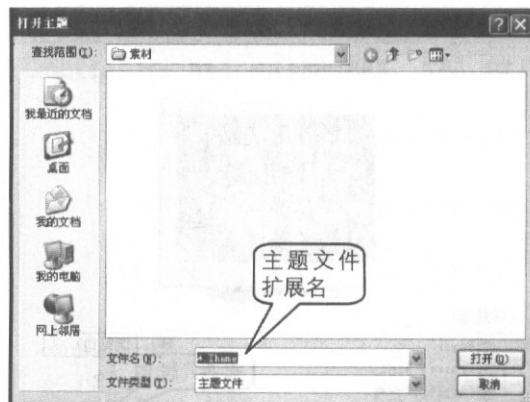 打开主题
查找范围(I):
素材
我最近的文档
桌面
我的文档
我的电脑
网上邻居
主题文件
扩展名
文件名(N):
*.Theme
打开(O)
文件类型(T):
主题文件
取消